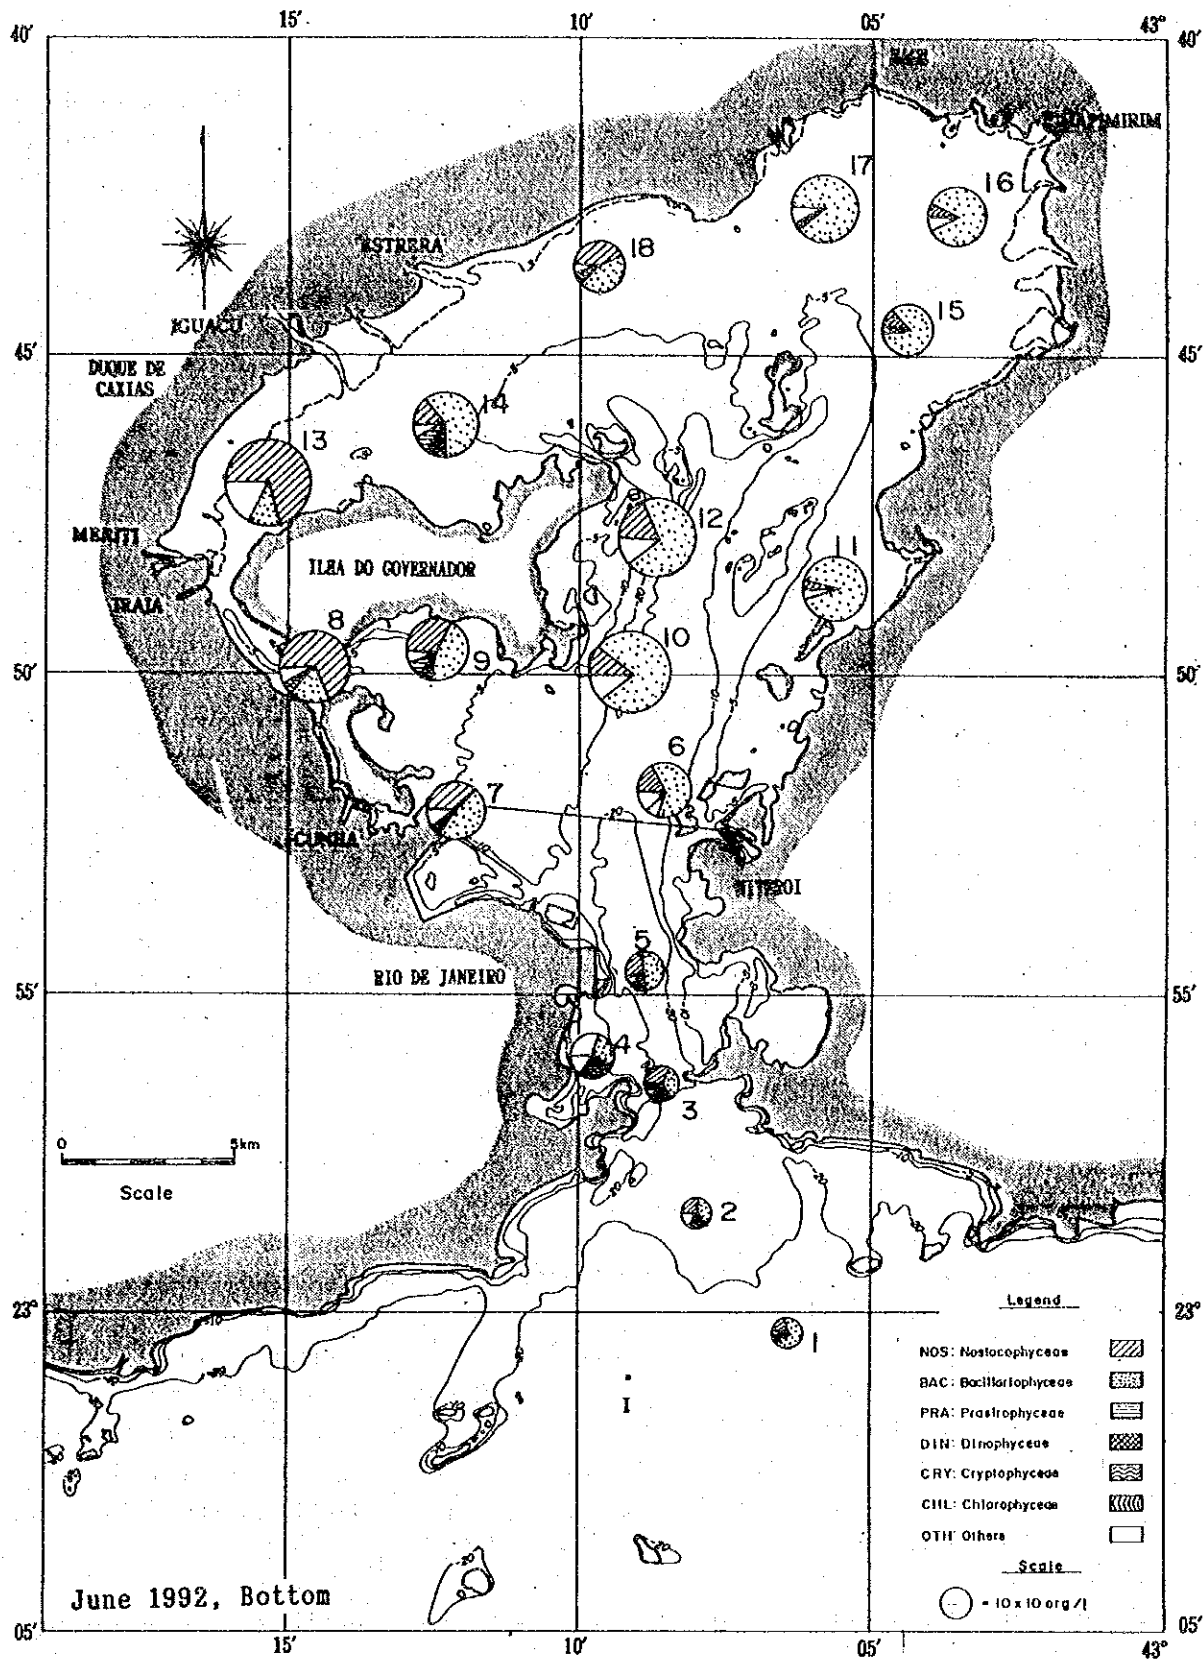 15' 10' 05' 43°
40' 40'
17
16
ESTRERA
18
IGUACU
15
45' 45'
DUQUE DE
CAXIAS
14
13
12
MERITI
11
ILHA DO GOVERNADOR
IRAIA
8
9
10
50' 50'
6
7
CUNHA
NITEROI
5
RIO DE JANEIRO
55' 55'
4
3
0 5km
Scale
2
23° 23°
Legend
1
NOS: Nostocophyceae
BAC: Bacillariophyceae
I
PRA: Prasirophyceae
DIN: Dinophyceae
CRY: Cryptophyceae
CHL: Chlorophyceae
OTH: Others
Scale
= 10 x 10 org/l
June 1992, Bottom
05' 05'
15' 10' 05' 43°